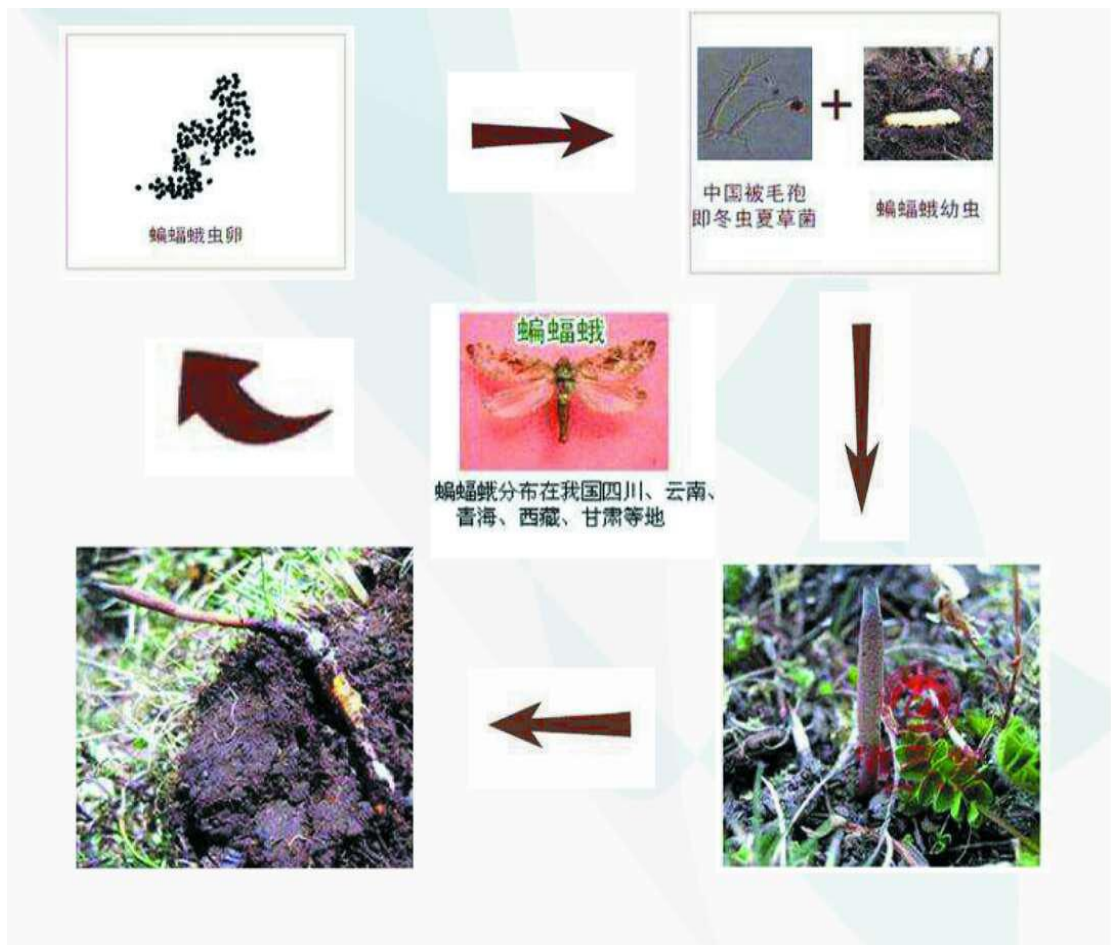 蝙蝠蛾虫卵
中国被毛孢
即冬虫夏草菌
蝙蝠蛾幼虫
蝙蝠蛾
蝙蝠蛾分布在我国四川、云南、
青海、西藏、甘肃等地